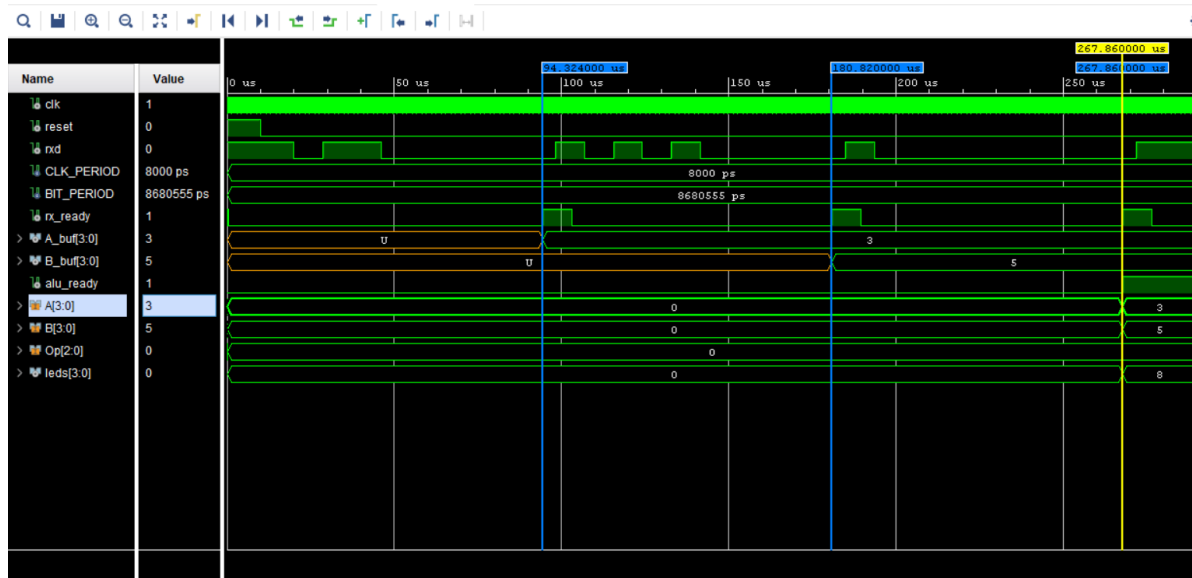 267.860000 us
94.324000 us 180.820000 us 267.860000 us
Name Value
0 us 50 us 100 us 150 us 200 us 250 us
clk 1
reset 0
rxd 0
CLK_PERIOD 8000 ps 8000 ps
BIT_PERIOD 8680555 ps 8680555 ps
rx_ready 1
A_buf[3:0] 3 U 3
B_buf[3:0] 5 U 5
alu_ready 1
A[3:0] 3 0 3
B[3:0] 5 0 5
Op[2:0] 0 0
leds[3:0] 0 0 8